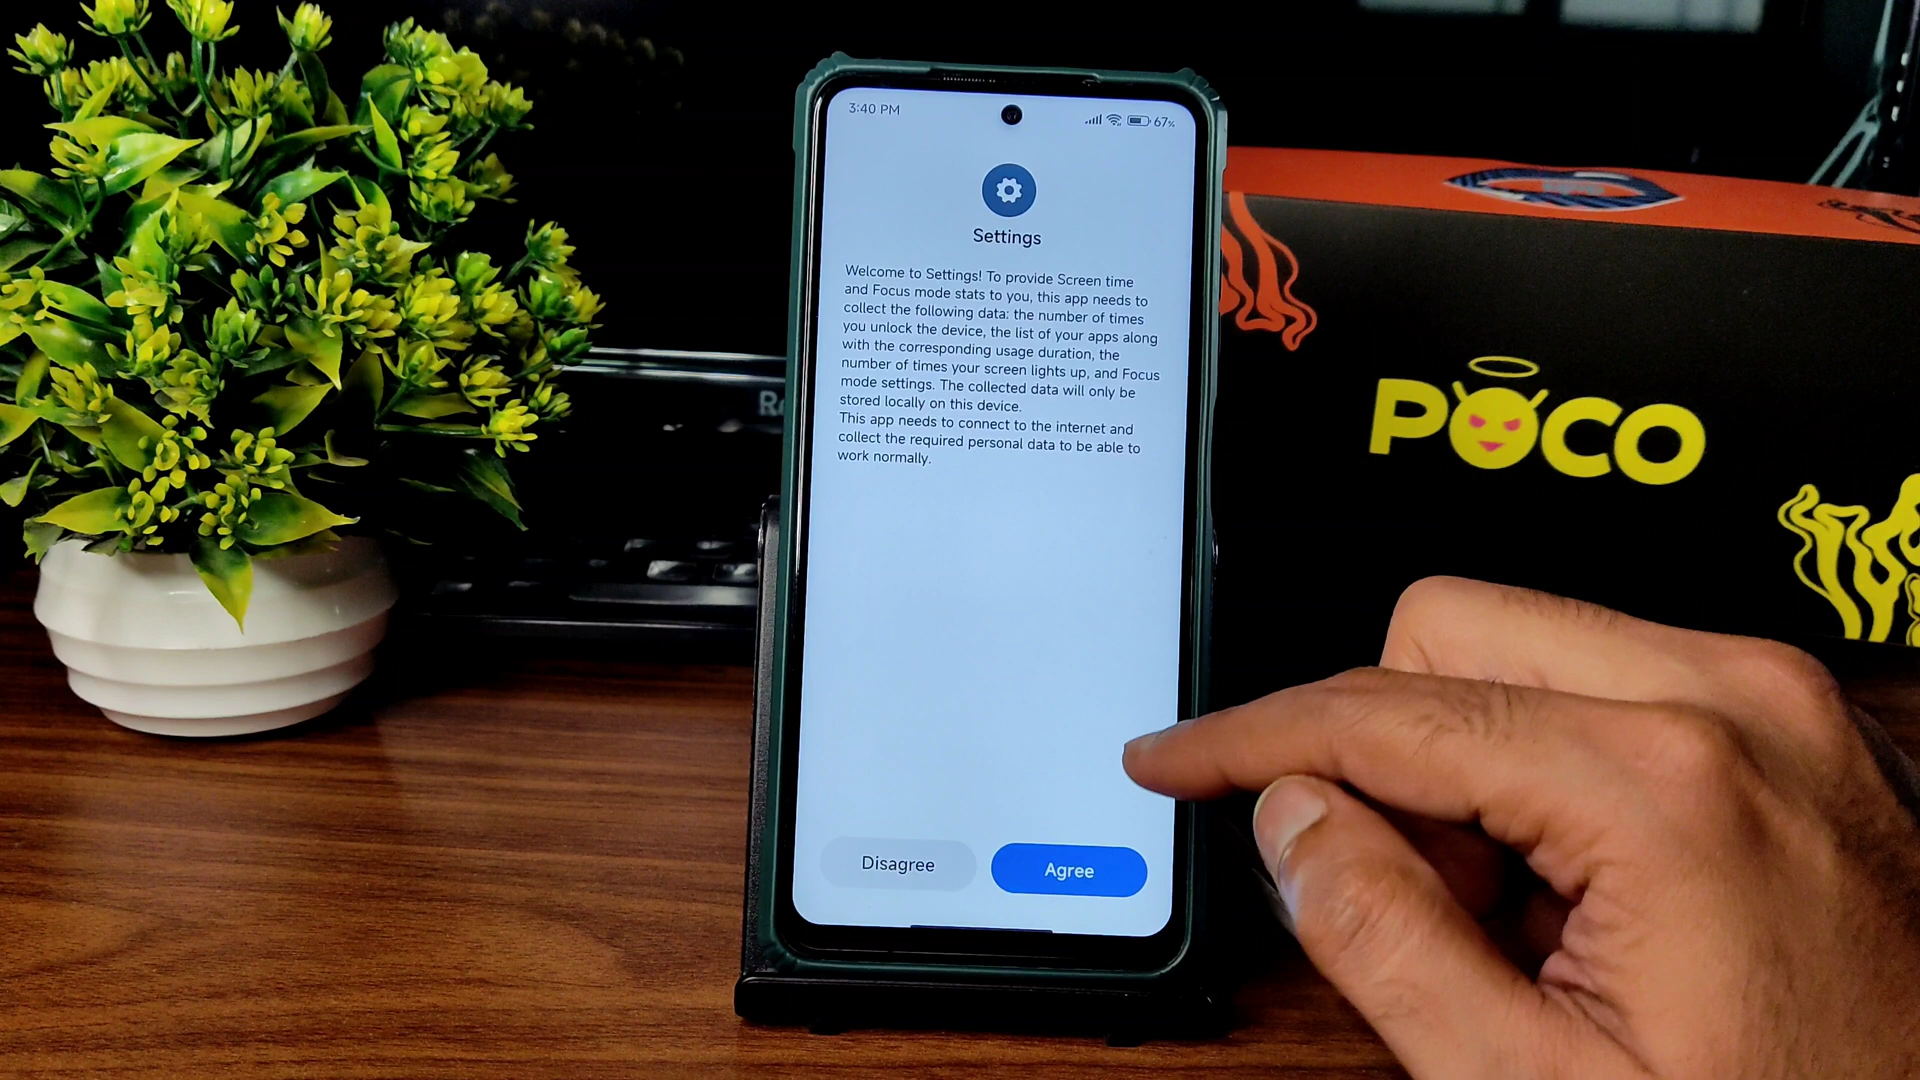 3:40 PM
67%
Settings
Welcome to Settings! To provide Screen time
and Focus mode stats to you, this app needs to
collect the following data: the number of times
you unlock the device, the list of your apps along
with the corresponding usage duration, the
number of times your screen lights up, and Focus
mode settings. The collected data will only be
stored locally on this device.
This app needs to connect to the internet and
collect the required personal data to be able to
work normally.
Disagree
Agree
POCO